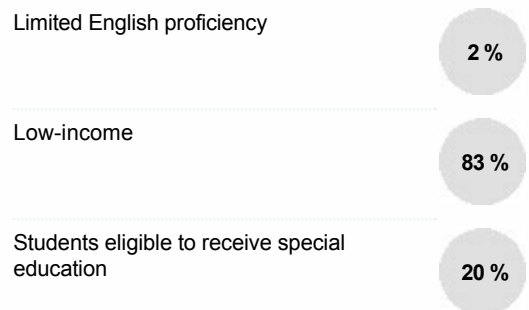 Limited English proficiency
2 %
Low-income
83 %
Students eligible to receive special
education
20 %